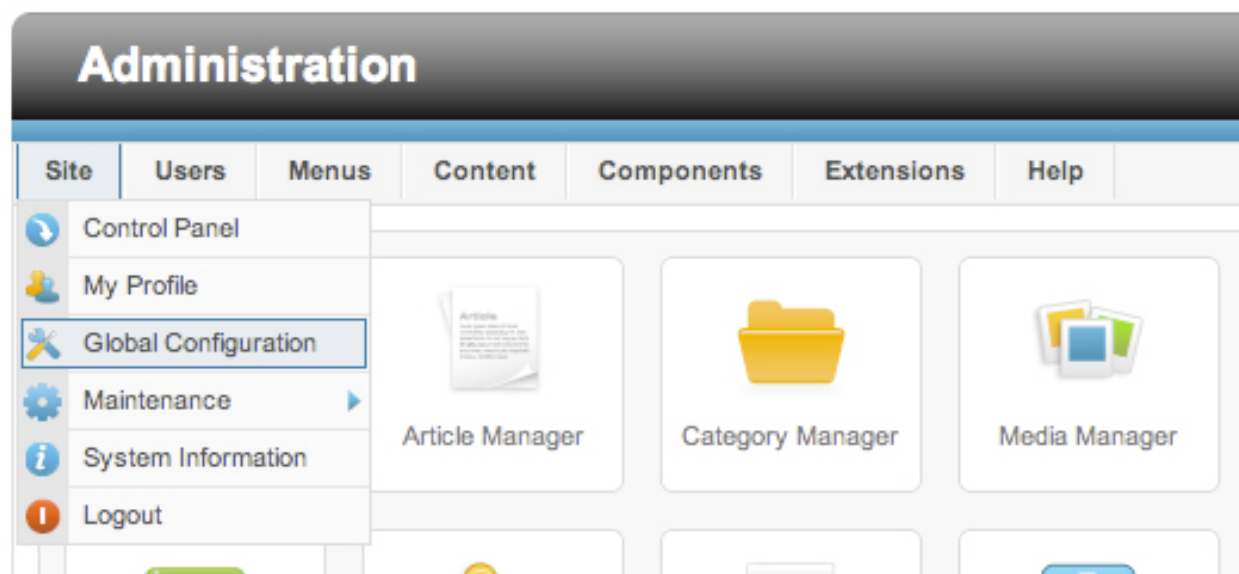 Administration
Site Users Menus Content Components Extensions Help
Control Panel
My Profile
Global Configuration
Maintenance
System Information
Logout
Article
Article Manager
Category Manager
Media Manager